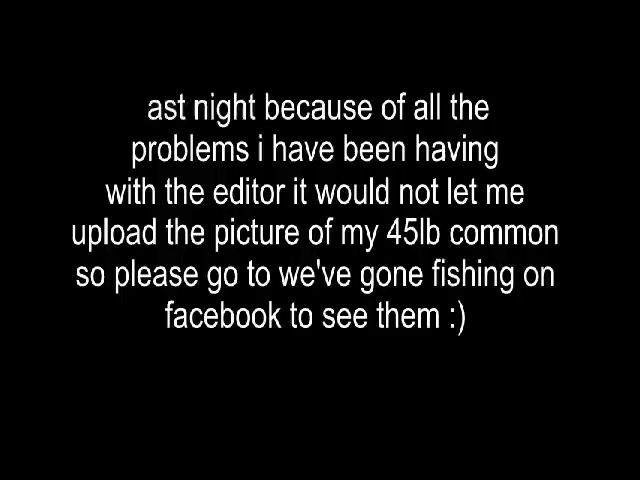 ast night because of all the
problems i have been having
with the editor it would not let me
upload the picture of my 45lb common
so please go to we've gone fishing on
facebook to see them :)